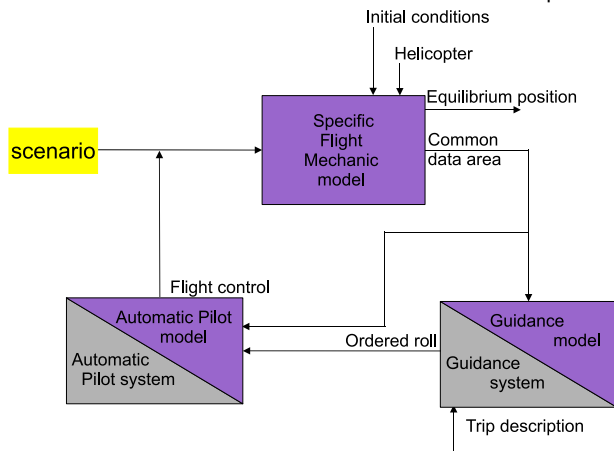 Initial conditions
Helicopter
Equilibrium position
Specific
Flight
Mechanic
model
Common
data area
scenario
Flight control
Automatic Pilot
model
Automatic
Pilot system
Ordered roll
Guidance
model
Guidance
system
Trip description